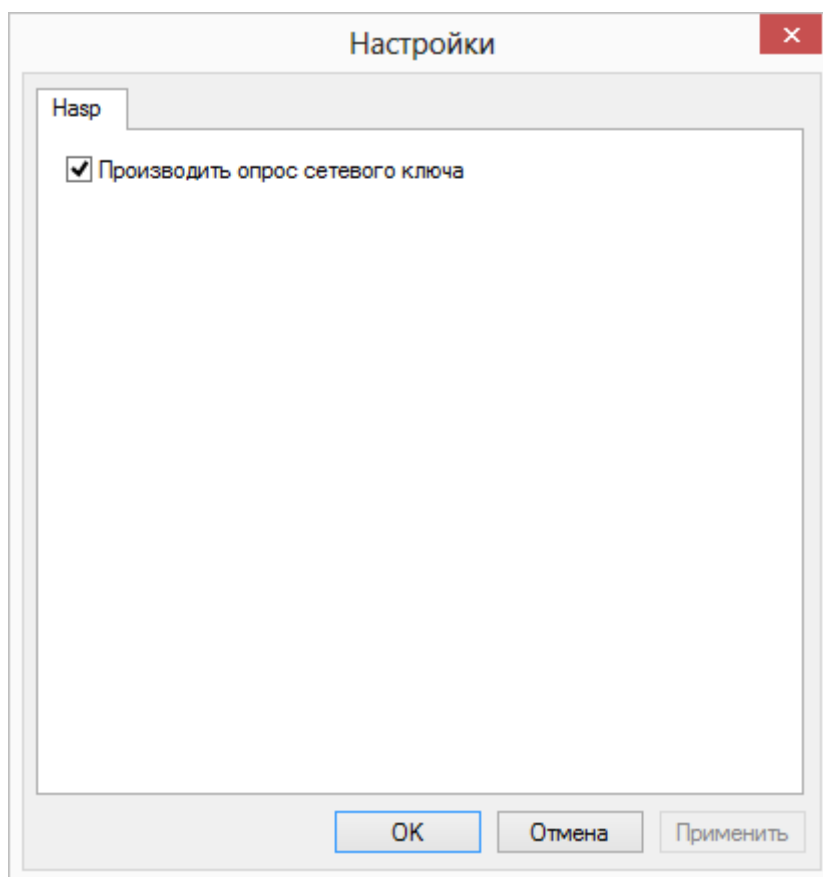 Настройки
Hasp
Производить опрос сетевого ключа
OK
Отмена
Применить